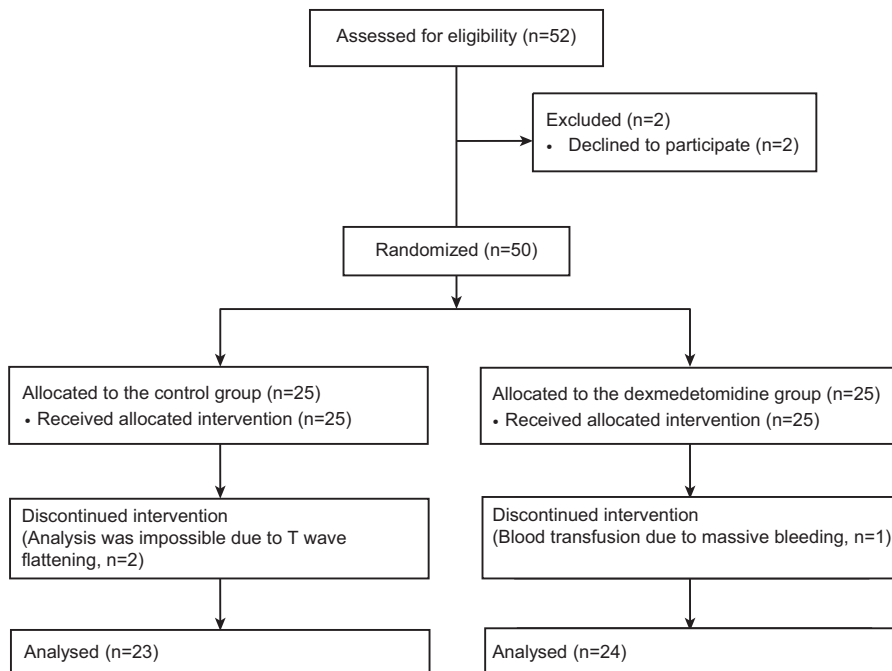 Assessed for eligibility (n=52)
Excluded (n=2)
• Declined to participate (n=2)
Randomized (n=50)
Allocated to the control group (n=25)
• Received allocated intervention (n=25)
Allocated to the dexmedetomidine group (n=25)
• Received allocated intervention (n=25)
Discontinued intervention
(Analysis was impossible due to T wave
flattening, n=2)
Discontinued intervention
(Blood transfusion due to massive bleeding, n=1)
Analysed (n=23)
Analysed (n=24)